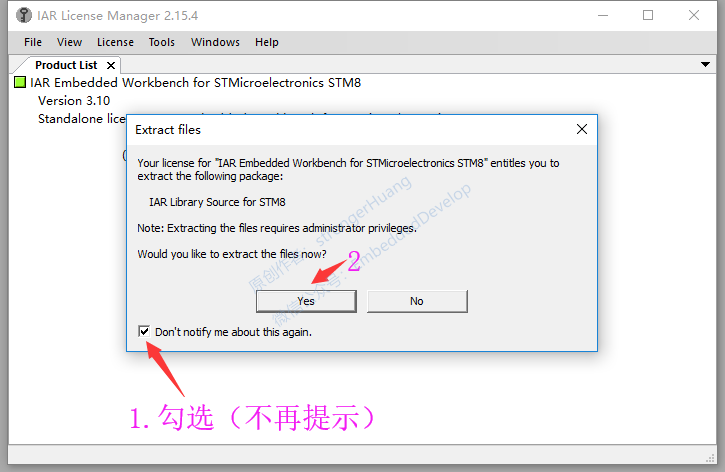 IAR License Manager 2.15.4
File View License Tools Windows Help
Product List
IAR Embedded Workbench for STMicroelectronics STM8
Version 3.10
Standalone
Extract files
Your license for "IAR Embedded Workbench for STMicroelectronics STM8" entitles you to
extract the following package:
IAR Library Source for STM8
Note: Extracting the files requires administrator privileges.
Would you like to extract the files now?
2
Yes No
Don't notify me about this again.
1.勾选（不再提示）
原创作者：strongerHuang
微信公众号：EmbeddedDevelop